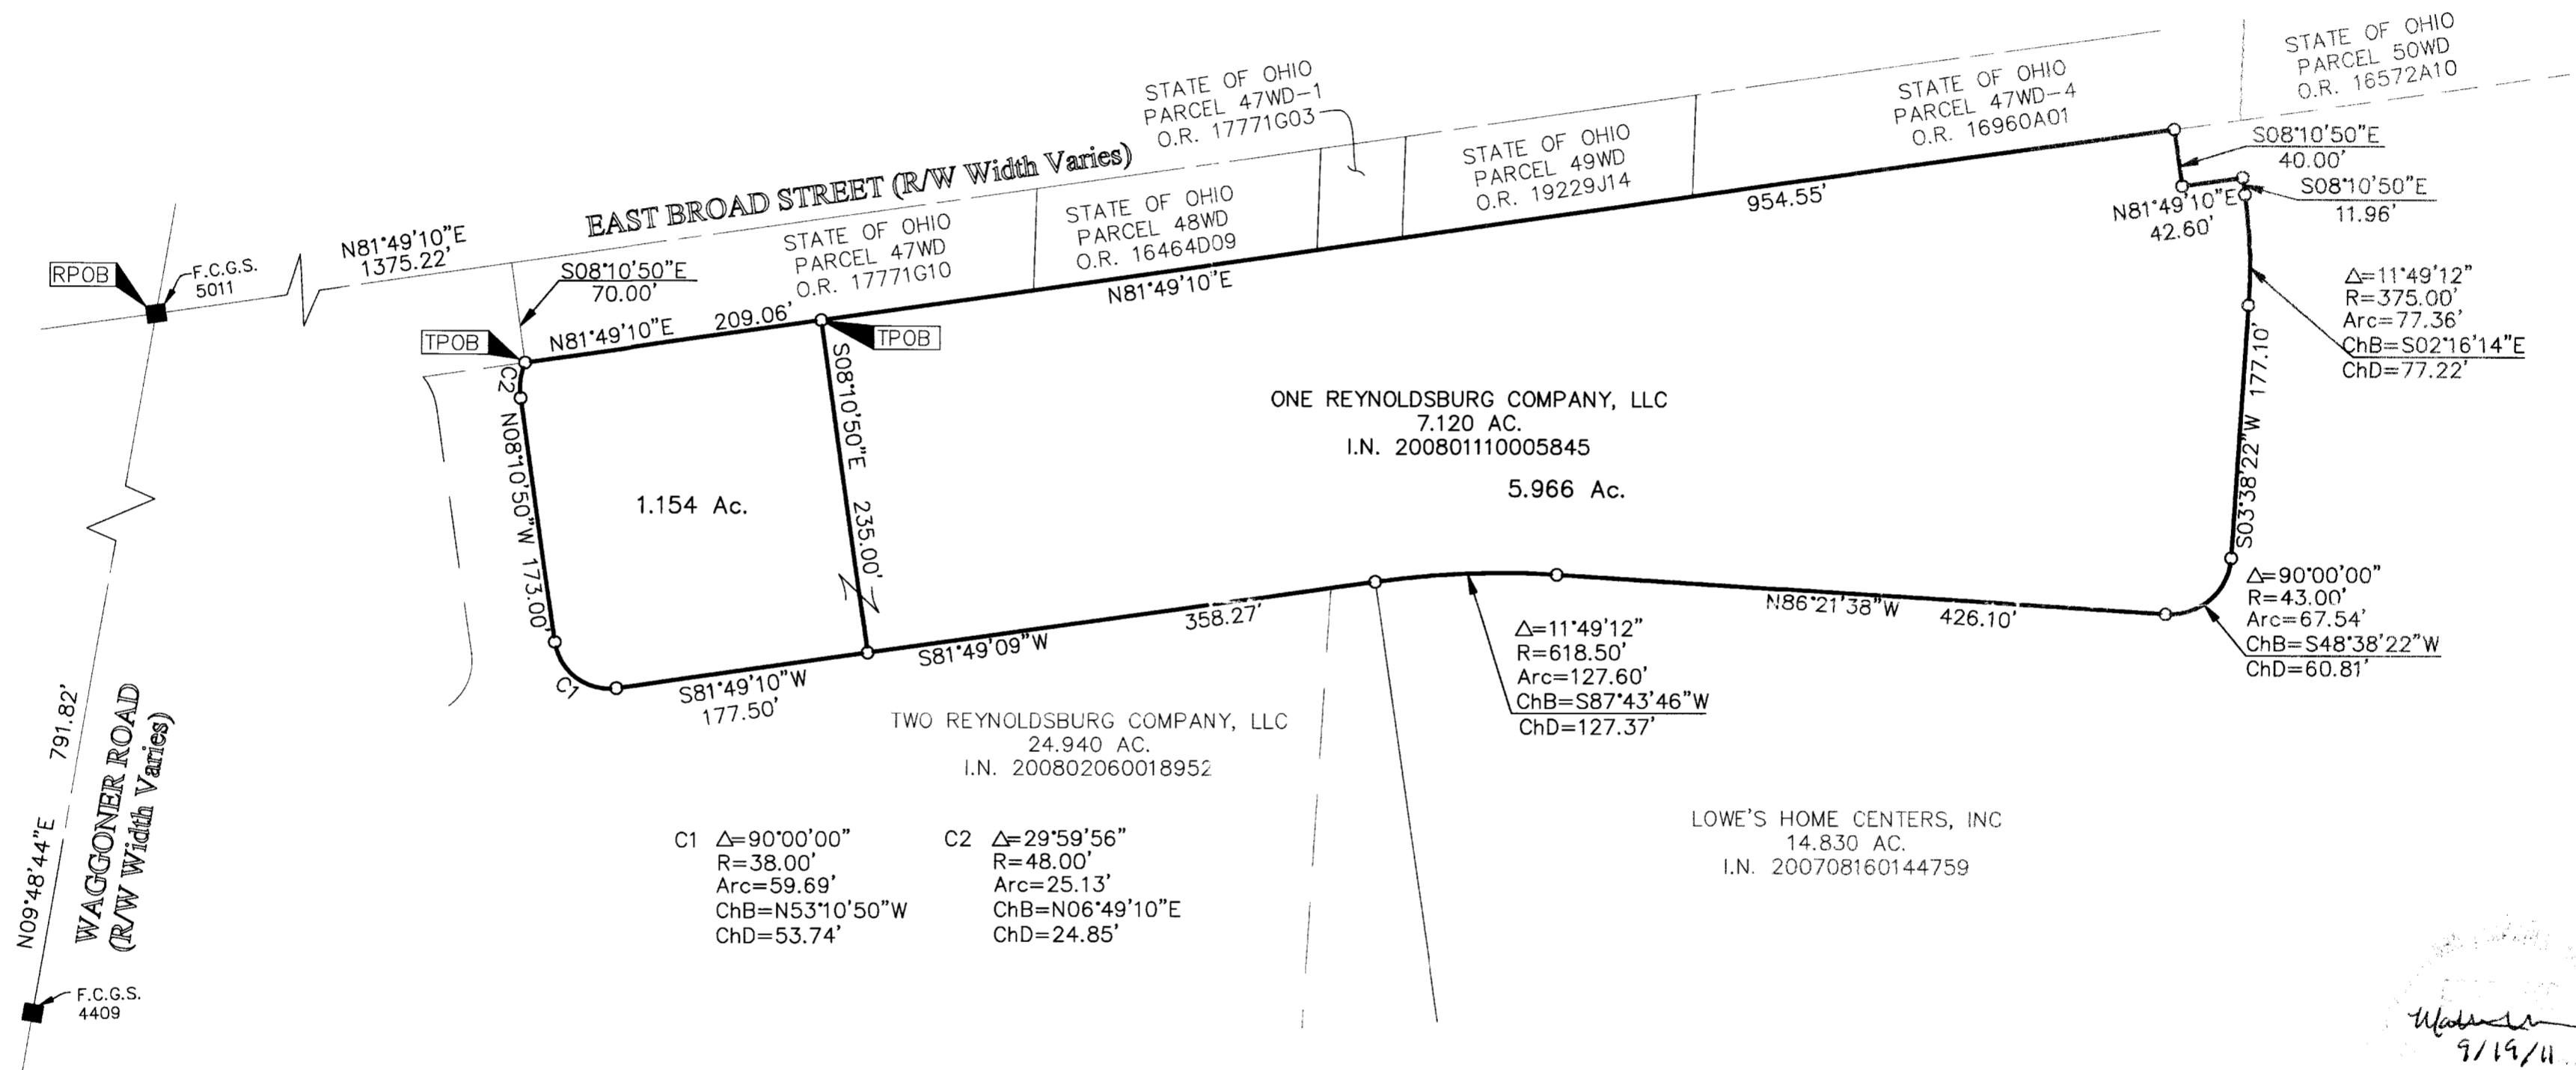 STATE OF OHIO
PARCEL 50WD
O.R. 16572A10
STATE OF OHIO
PARCEL 47WD-1
O.R. 17771G03
STATE OF OHIO
PARCEL 47WD-4
O.R. 16960A01
STATE OF OHIO
PARCEL 49WD
O.R. 19229J14
S08°10'50"E
40.00'
S08°10'50"E
11.96'
N81°49'10"E
42.60'
954.55'
EAST BROAD STREET (R/W Width Varies)
STATE OF OHIO
PARCEL 48WD
O.R. 16464D09
STATE OF OHIO
PARCEL 47WD
O.R. 17771G10
N81°49'10"E
1375.22'
RPOB
F.C.G.S.
5011
S08°10'50"E
70.00'
N81°49'10"E
209.06'
N81°49'10"E
TPOB
TPOB
C2
N08°10'50"W 173.00'
S08°10'50"E 235.00'
Δ=11°49'12"
R=375.00'
Arc=77.36'
ChB=S02°16'14"E
ChD=77.22'
S03°38'22"W 177.10'
ONE REYNOLDSBURG COMPANY, LLC
7.120 AC.
I.N. 200801110005845
5.966 Ac.
1.154 Ac.
C1
S81°49'10"W
177.50'
S81°49'09"W
358.27'
Δ=11°49'12"
R=618.50'
Arc=127.60'
ChB=S87°43'46"W
ChD=127.37'
N86°21'38"W
426.10'
Δ=90°00'00"
R=43.00'
Arc=67.54'
ChB=S48°38'22"W
ChD=60.81'
TWO REYNOLDSBURG COMPANY, LLC
24.940 AC.
I.N. 200802060018952
LOWE'S HOME CENTERS, INC
14.830 AC.
I.N. 200708160144759
C1 Δ=90°00'00"
R=38.00'
Arc=59.69'
ChB=N53°10'50"W
ChD=53.74'
C2 Δ=29°59'56"
R=48.00'
Arc=25.13'
ChB=N06°49'10"E
ChD=24.85'
N09°48'44"E 791.82'
WAGGONER ROAD
(R/W Width Varies)
F.C.G.S.
4409
9/19/11